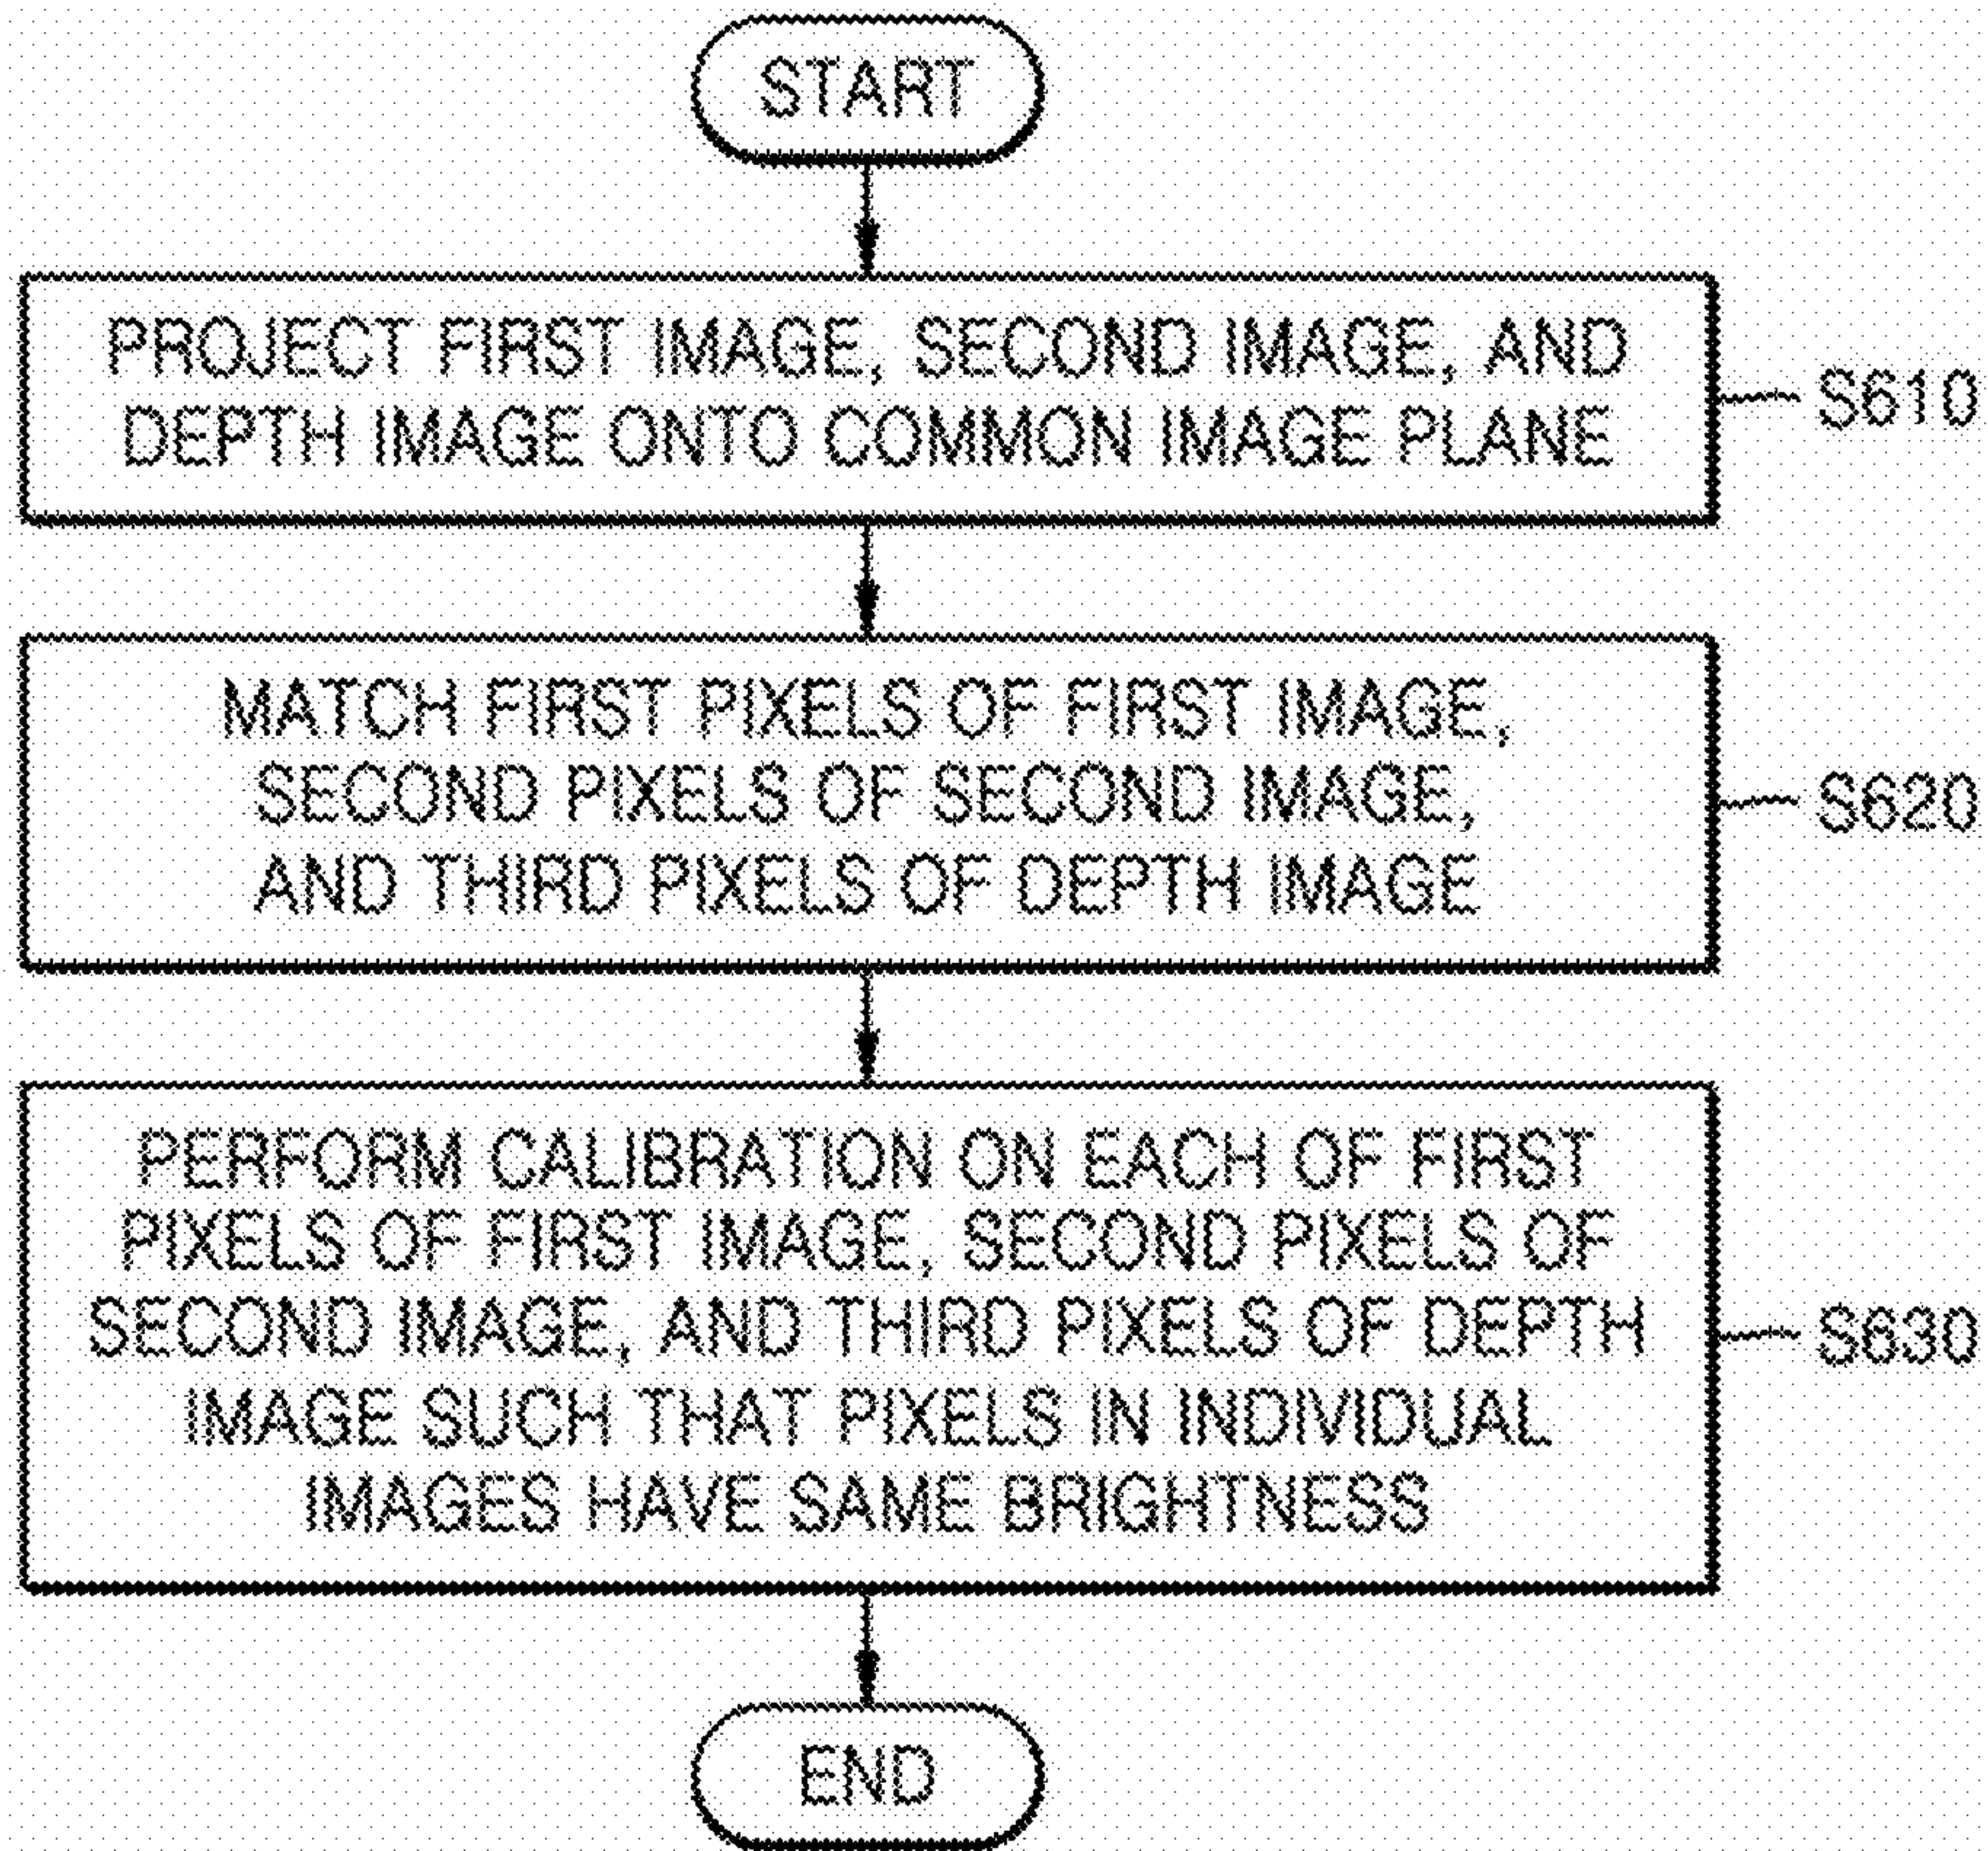 START
PROJECT FIRST IMAGE, SECOND IMAGE, AND
DEPTH IMAGE ONTO COMMON IMAGE PLANE
S610
MATCH FIRST PIXELS OF FIRST IMAGE,
SECOND PIXELS OF SECOND IMAGE,
AND THIRD PIXELS OF DEPTH IMAGE
S620
PERFORM CALIBRATION ON EACH OF FIRST
PIXELS OF FIRST IMAGE, SECOND PIXELS OF
SECOND IMAGE, AND THIRD PIXELS OF DEPTH
IMAGE SUCH THAT PIXELS IN INDIVIDUAL
IMAGES HAVE SAME BRIGHTNESS
S630
END